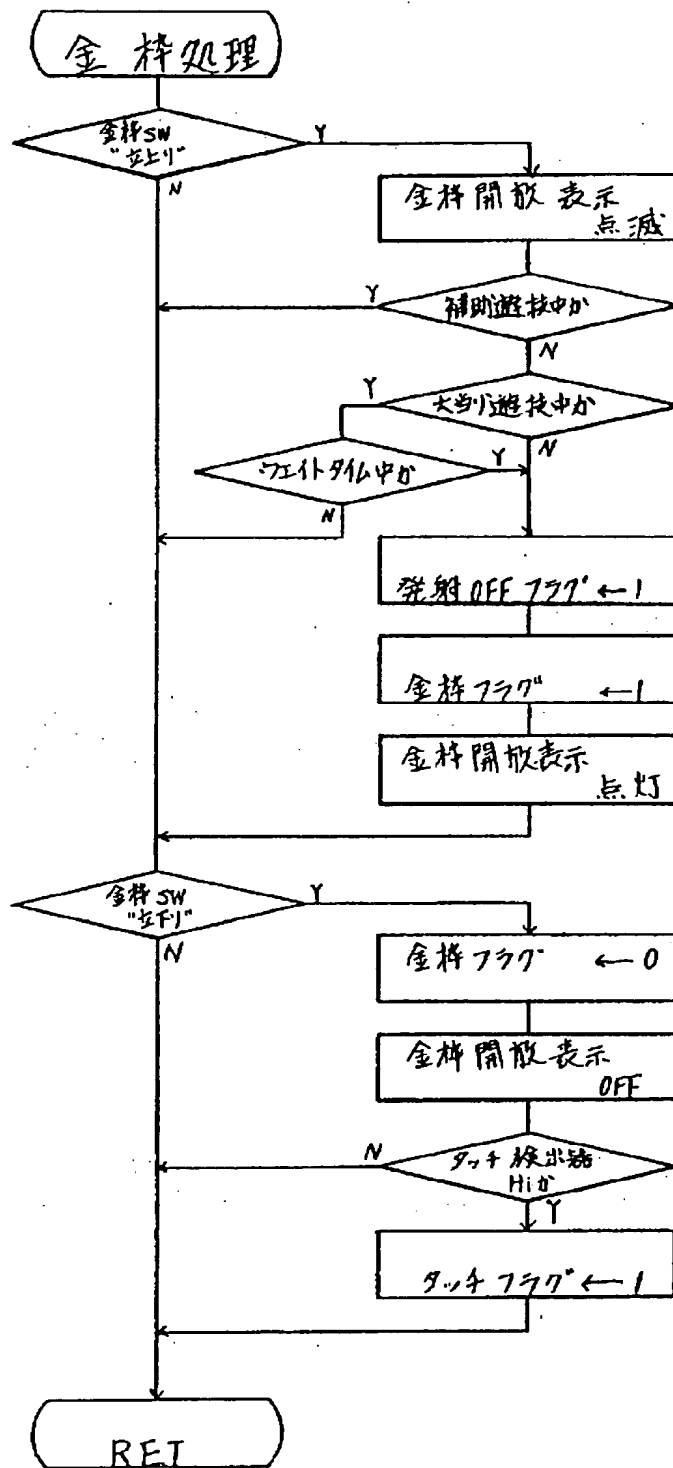 金枠処理
金枠SW
"立上り"
Y
N
金枠開放表示
点滅
Y
補助遊技中か
N
Y
大当り遊技中か
N
ウエイトタイム中か
Y
N
発射OFFフラグ←1
金枠フラグ ←1
金枠開放表示
点灯
金枠SW
"立下り"
Y
N
金枠フラグ ←0
金枠開放表示
OFF
N
タッチ検出器
Hiか
Y
タッチフラグ←1
RET